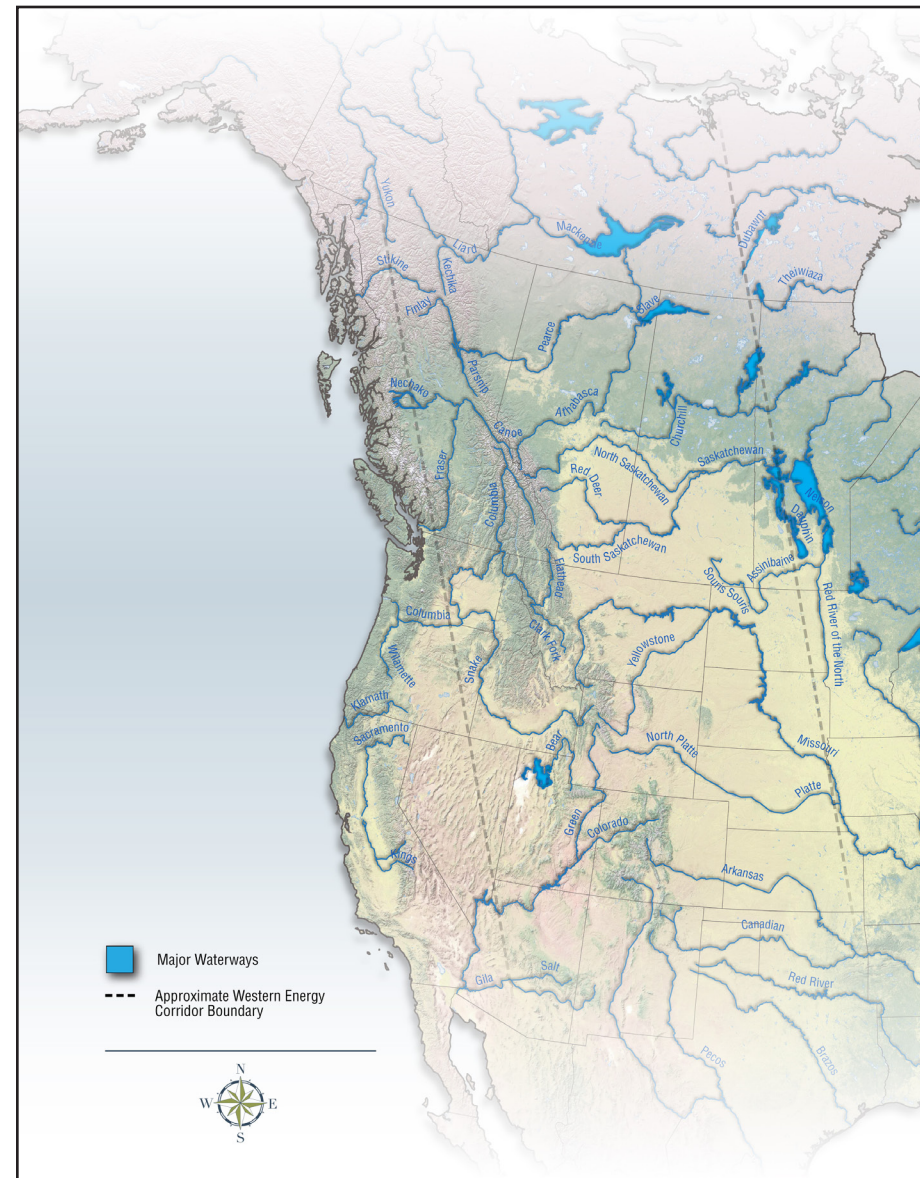 Yukon
Mackenzie
Dubawnt
Liard
Stikine
Kechika
Theiwiaza
Finlay
Slave
Pearce
Parsnip
Nechako
Athabasca
Churchill
Canoe
North Saskatchewan
Saskatchewan
Fraser
Red Deer
Columbia
Nelson
Dauphin
South Saskatchewan
Assinibaine
Flathead
Souris Souris
Columbia
Red River of the North
Clark Fork
Yellowstone
Willamette
Snake
Klamath
Sacramento
Bear
North Platte
Missouri
Platte
Green
Colorado
Kings
Arkansas
Canadian
Major Waterways
Gila
Salt
Red River
Approximate Western Energy
Corridor Boundary
Pecos
Brazos
N
W
E
S